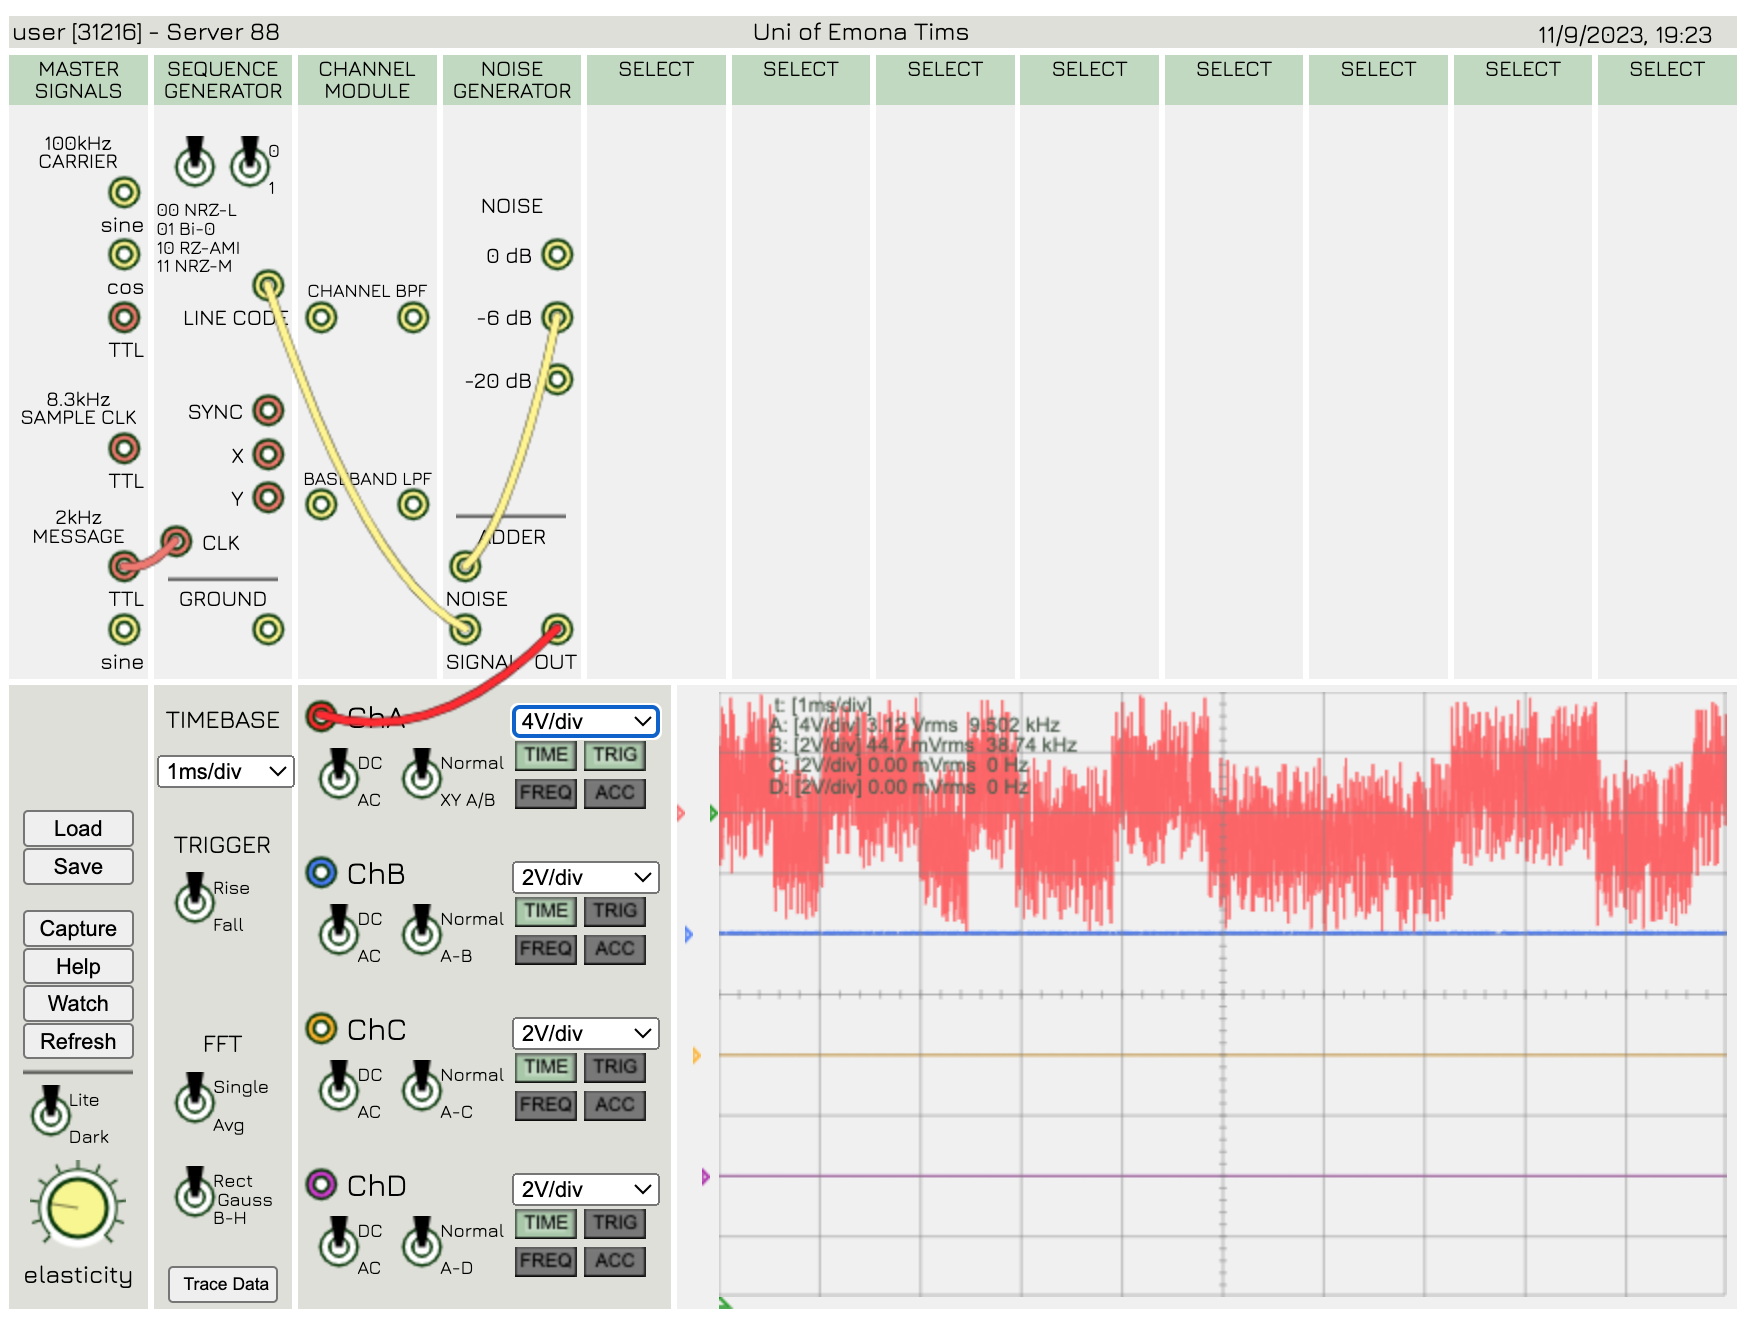 user [31216] - Server 88
Uni of Emona Tims
11/9/2023, 19:23
MASTER
SIGNALS
SEQUENCE
GENERATOR
CHANNEL
MODULE
NOISE
GENERATOR
SELECT
SELECT
SELECT
SELECT
SELECT
SELECT
SELECT
SELECT
100kHz
CARRIER
sine
cos
TTL
8.3kHz
SAMPLE CLK
TTL
2kHz
MESSAGE
TTL
sine
0
1
00 NRZ-L
01 Bi-0
10 RZ-AMI
11 NRZ-M
LINE CODE
SYNC
X
Y
CLK
GROUND
CHANNEL BPF
BASEBAND LPF
NOISE
0 dB
-6 dB
-20 dB
ADDER
NOISE
SIGNAL
OUT
Load
Save
Capture
Help
Watch
Refresh
Lite
Dark
elasticity
TIMEBASE
1ms/div
TRIGGER
Rise
Fall
FFT
Single
Avg
Rect
Gauss
B-H
Trace Data
ChA
4V/div
DC
AC
Normal
XY A/B
TIME
TRIG
FREQ
ACC
ChB
2V/div
DC
AC
Normal
A-B
TIME
TRIG
FREQ
ACC
ChC
2V/div
DC
AC
Normal
A-C
TIME
TRIG
FREQ
ACC
ChD
2V/div
DC
AC
Normal
A-D
TIME
TRIG
FREQ
ACC
t: [1ms/div]
A: [4V/div] 3.12 Vrms 9.502 kHz
B: [2V/div] 44.7 mVrms 38.74 kHz
C: [2V/div] 0.00 mVrms 0 Hz
D: [2V/div] 0.00 mVrms 0 Hz